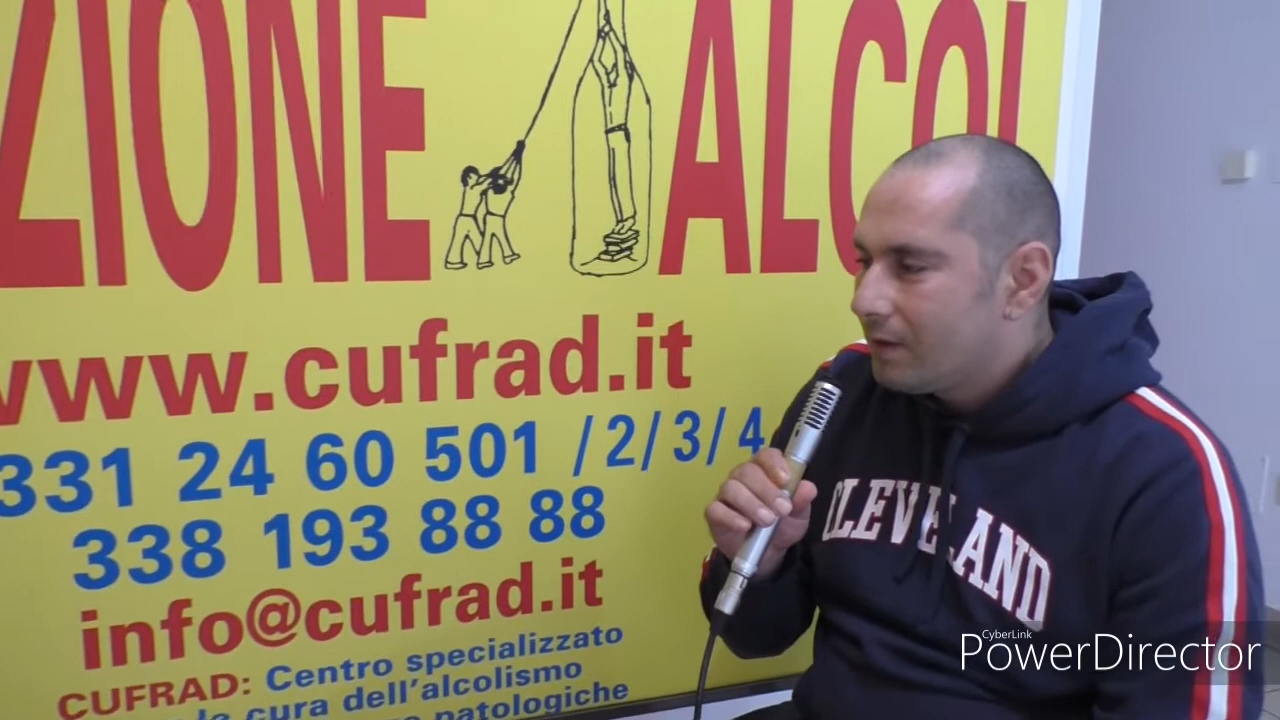 ZIONE ALCOL
www.cufrad.it
331 24 60 501 /2/3/4
338 193 88 88
info@cufrad.it
CUFRAD: Centro specializzato
la cura dell'alcolismo
patologiche
CLEVELAND
CyberLink
PowerDirector